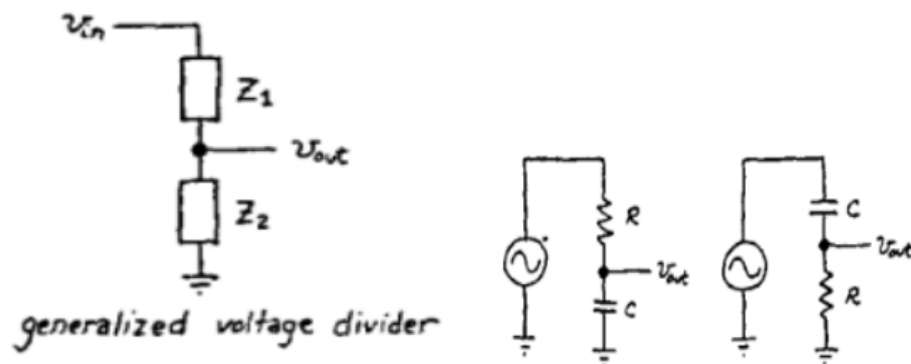 v_in
Z1
v_out
Z2
generalized voltage divider
R
v_out
C
C
v_out
R